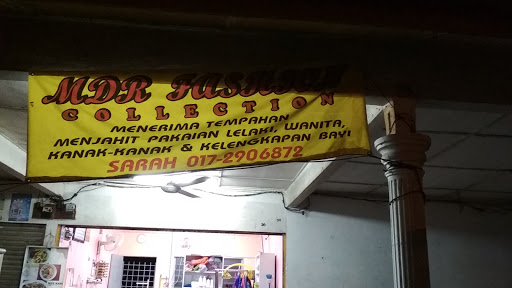 MDR FASHION
COLLECTION
MENERIMA TEMPAHAN
MENJAHIT PAKAIAN LELAKI, WANITA,
KANAK-KANAK & KELENGKAPAN BAYI
SARAH 017-2906872